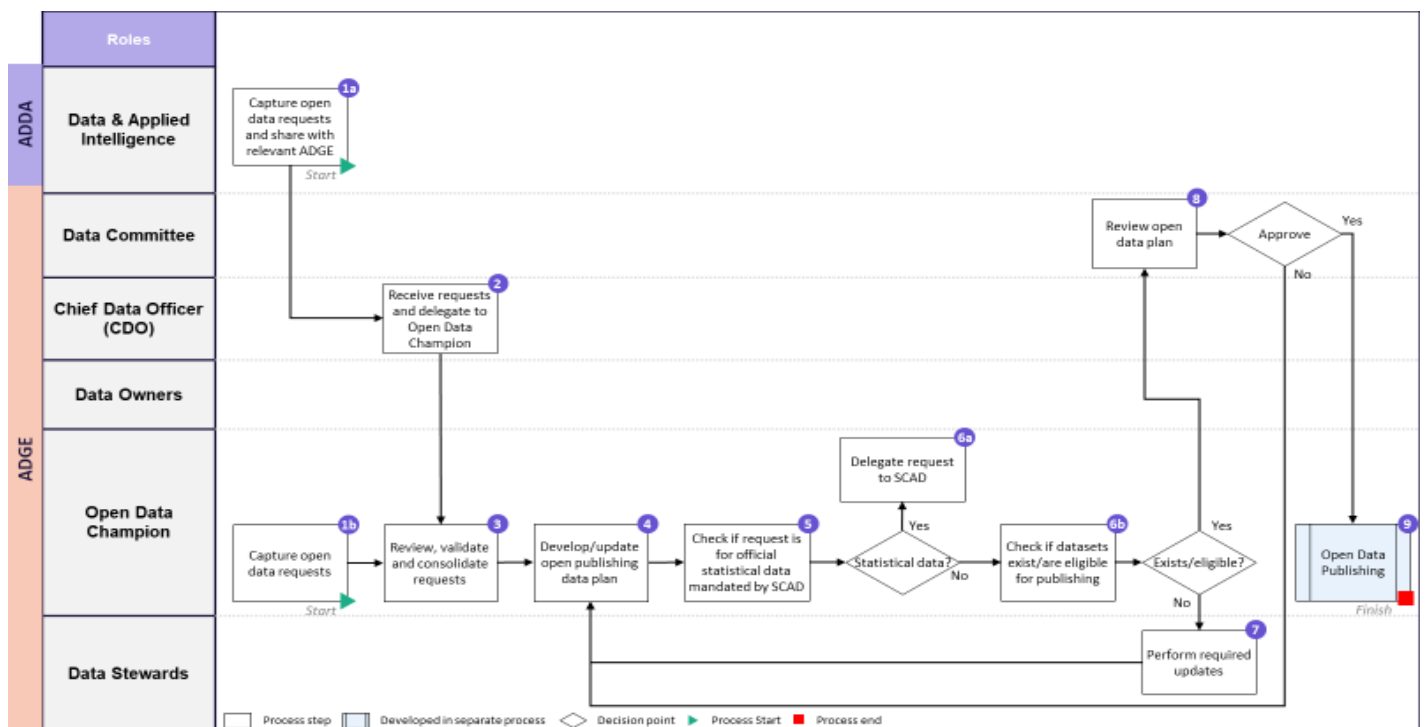 Roles
ADDA
Data & Applied
Intelligence
1a
Capture open
data requests
and share with
relevant ADGE
Start
ADGE
Data Committee
8
Review open
data plan
Approve
Yes
No
Chief Data Officer
(CDO)
2
Receive requests
and delegate to
Open Data
Champion
Data Owners
Open Data
Champion
1b
Capture open
data requests
Start
3
Review, validate
and consolidate
requests
4
Develop/update
open publishing
data plan
5
Check if request is
for official
statistical data
mandated by SCAD
6a
Delegate request
to SCAD
Yes
Statistical data?
No
6b
Check if datasets
exist/are eligible
for publishing
Yes
Exists/eligible?
No
9
Open Data
Publishing
Finish
Data Stewards
7
Perform required
updates
Process step
Developed in separate process
Decision point
Process Start
Process end